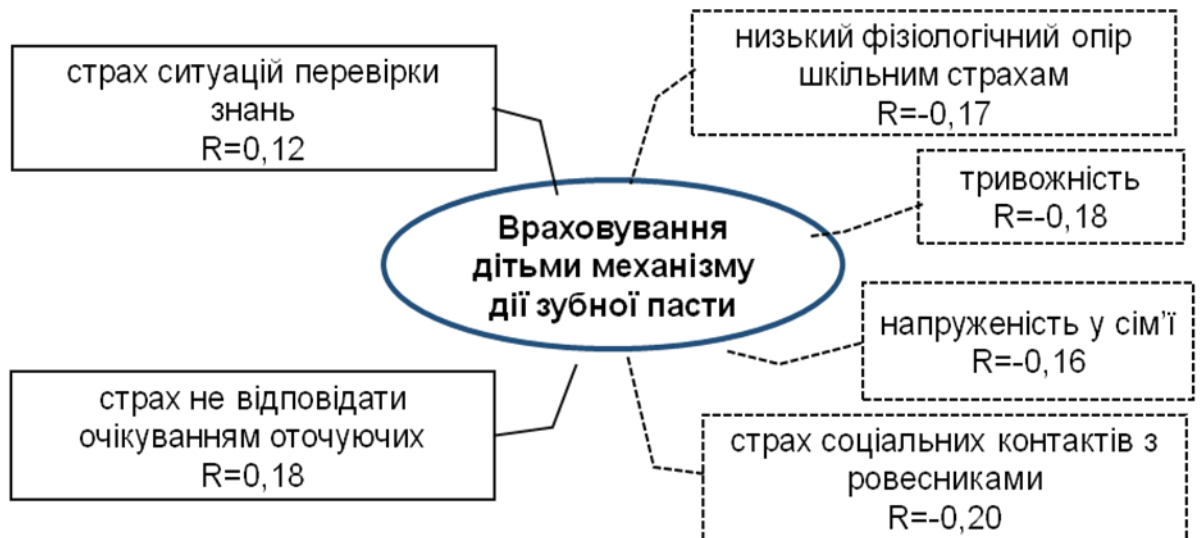 страх ситуацій перевірки
знань
R=0,12
низький фізіологічний опір
шкільним страхам
R=-0,17
тривожність
R=-0,18
Враховування
дітьми механізму
дії зубної пасти
напруженість у сім'ї
R=-0,16
страх не відповідати
очікуванням оточуючих
R=0,18
страх соціальних контактів з
ровесниками
R=-0,20